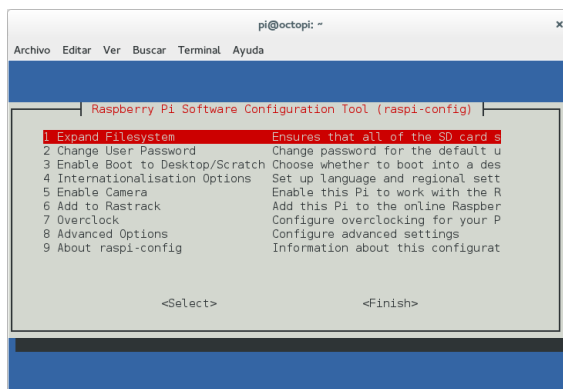 pi@octopi: ~
Archivo Editar Ver Buscar Terminal Ayuda
Raspberry Pi Software Configuration Tool (raspi-config)
1 Expand Filesystem Ensures that all of the SD card s
2 Change User Password Change password for the default u
3 Enable Boot to Desktop/Scratch Choose whether to boot into a des
4 Internationalisation Options Set up language and regional sett
5 Enable Camera Enable this Pi to work with the R
6 Add to Rastrack Add this Pi to the online Raspber
7 Overclock Configure overclocking for your P
8 Advanced Options Configure advanced settings
9 About raspi-config Information about this configurat
<Select> <Finish>